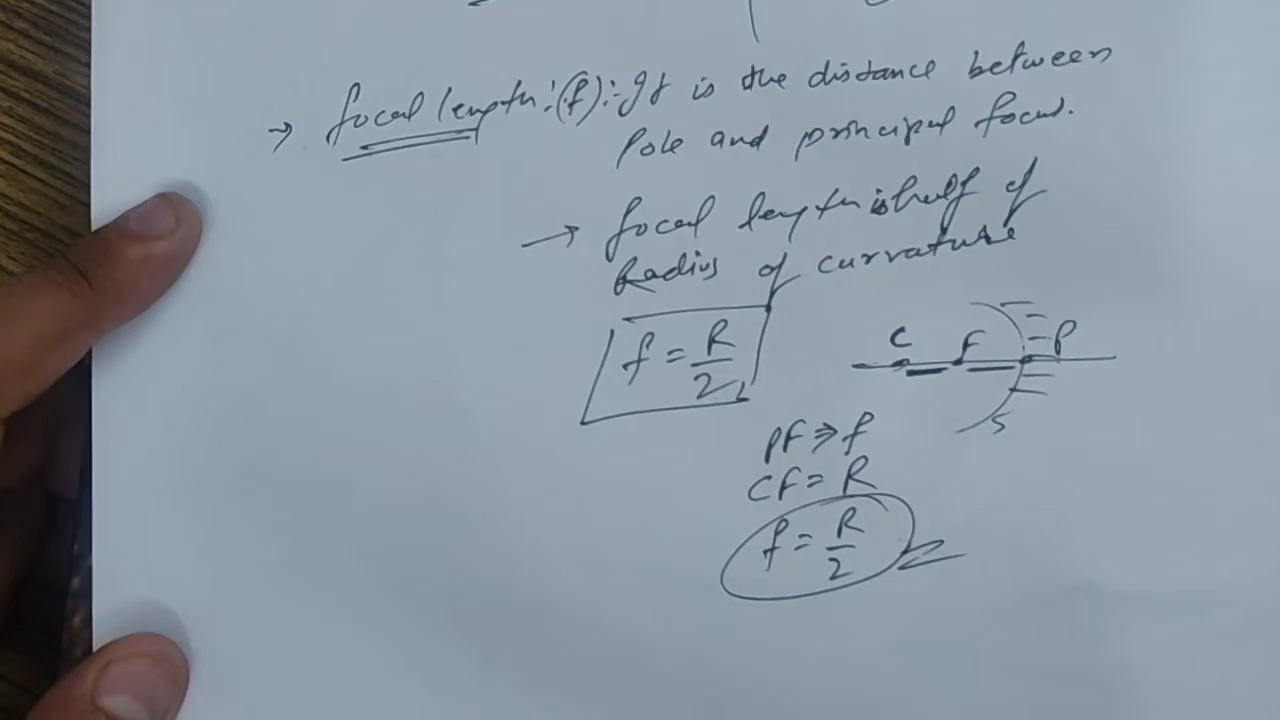 → focal length:(f):- It is the distance between
Pole and principal focus.
→ focal length is half of
Radius of curvature
f = R/2
C F P
S
PF ⇒ f
CF = R
f = R/2